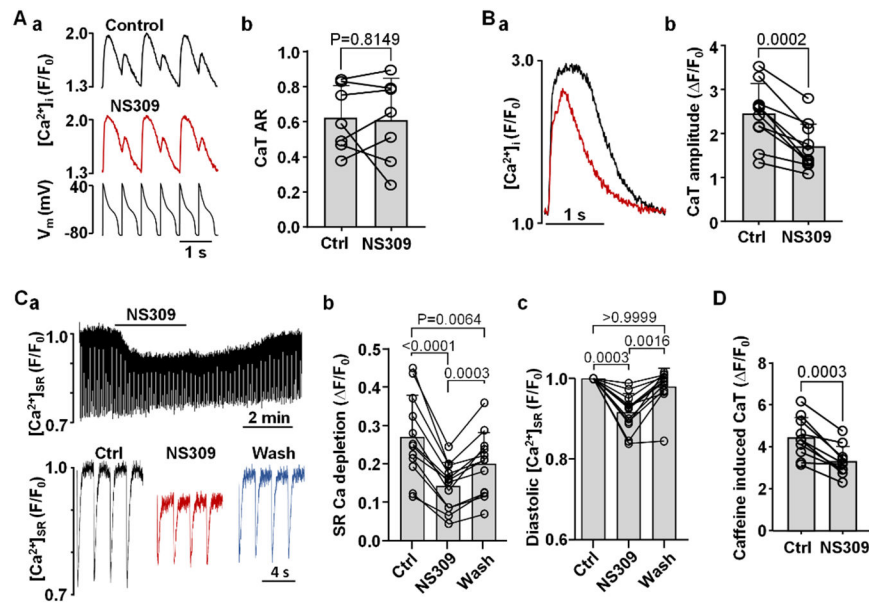 A
a
Control
[Ca²⁺]ᵢ (F/F₀)
2.0
1.3
NS309
2.0
1.3
Vₘ (mV)
40
-80
1 s
b
P=0.8149
CaT AR
1.0
0.8
0.6
0.4
0.2
0.0
Ctrl NS309
B
a
[Ca²⁺]ᵢ (F/F₀)
3.0
1.0
1 s
b
0.0002
CaT amplitude (ΔF/F₀)
5
4
3
2
1
0
Ctrl NS309
C
a
NS309
[Ca²⁺]SR (F/F₀)
1.0
0.7
2 min
Ctrl NS309 Wash
[Ca²⁺]SR (F/F₀)
1.0
0.7
4 s
b
P=0.0064
<0.0001
0.0003
SR Ca depletion (ΔF/F₀)
0.5
0.4
0.3
0.2
0.1
0.0
Ctrl NS309 Wash
c
>0.9999
0.0016
0.0003
Diastolic [Ca²⁺]SR (F/F₀)
1.0
0.8
0.6
Ctrl NS309 Wash
D
0.0003
Caffeine induced CaT (ΔF/F₀)
8
6
4
2
0
Ctrl NS309